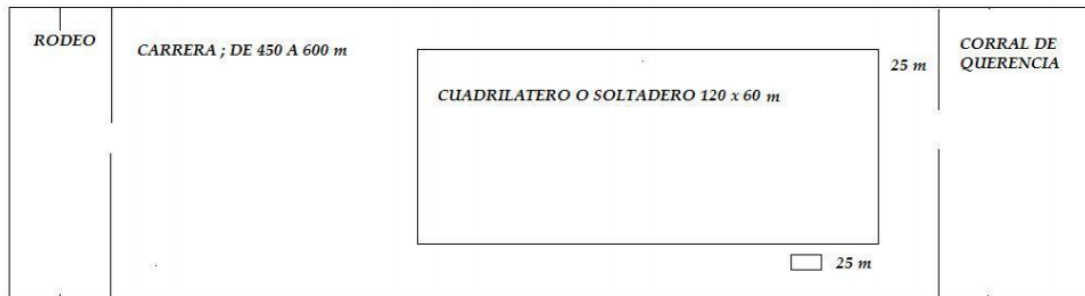 RODEO
CARRERA ; DE 450 A 600 m
CORRAL DE
QUERENCIA
25 m
CUADRILATERO O SOLTADERO 120 x 60 m
25 m